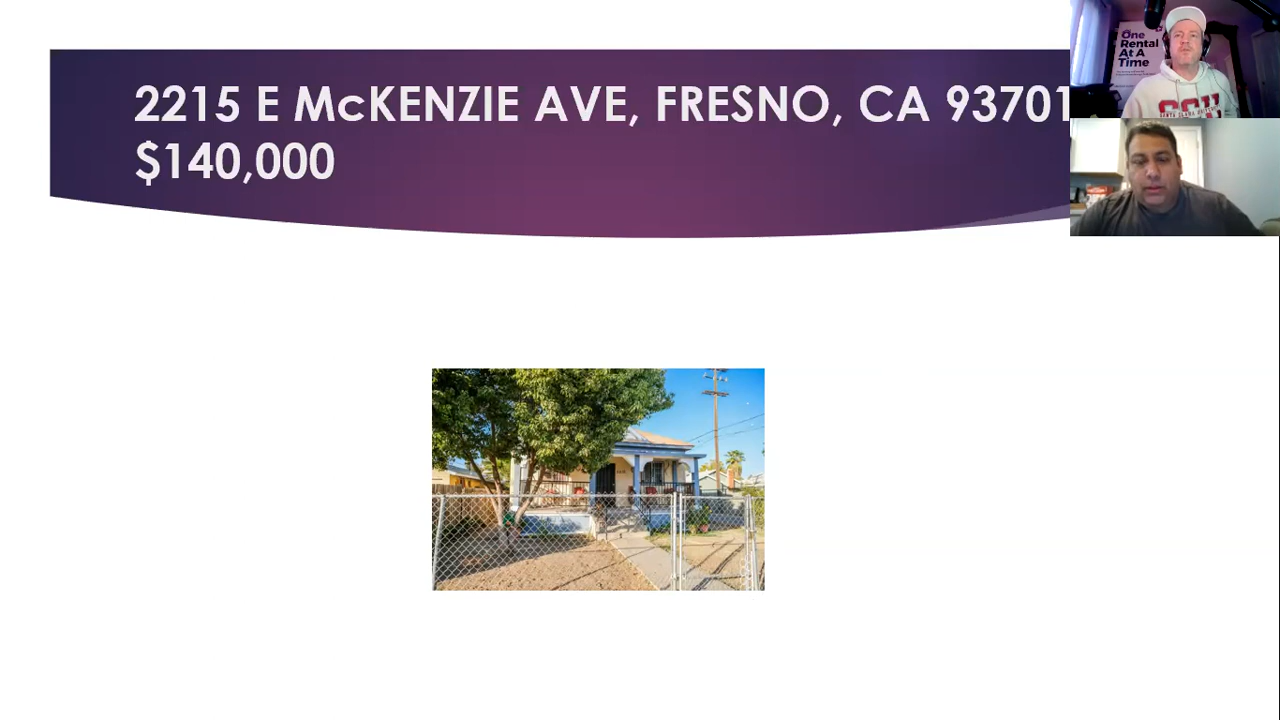 2215 E McKENZIE AVE, FRESNO, CA 93701
$140,000
One
Rental
At A
Time